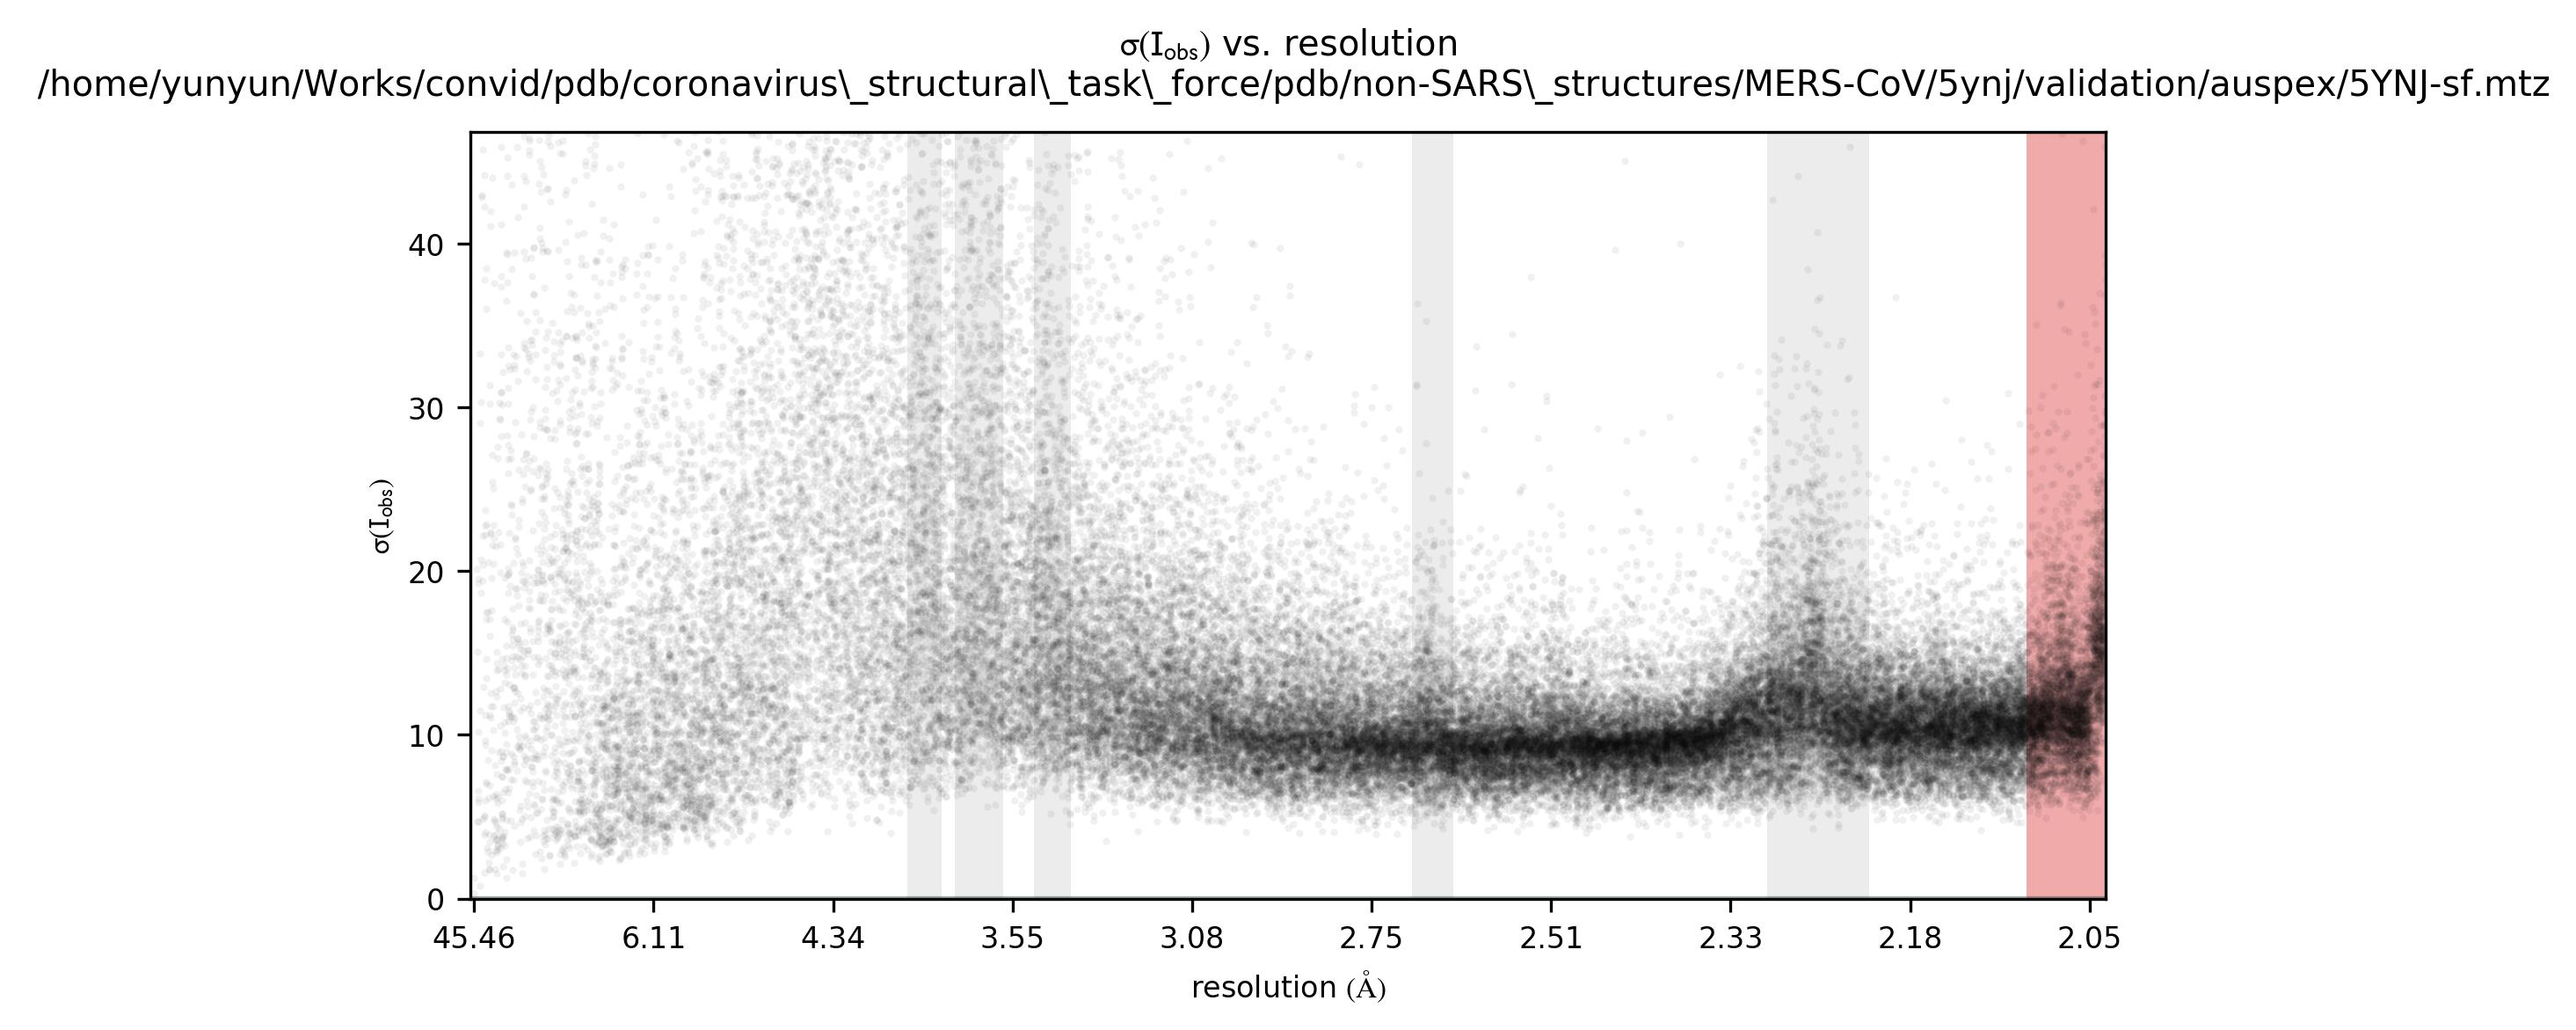 σ(Iobs) vs. resolution
/home/yunyun/Works/convid/pdb/coronavirus\_structural\_task\_force/pdb/non-SARS\_structures/MERS-CoV/5ynj/validation/auspex/5YNJ-sf.mtz
σ(Iobs)
40
30
20
10
0
45.46 6.11 4.34 3.55 3.08 2.75 2.51 2.33 2.18 2.05
resolution (Å)